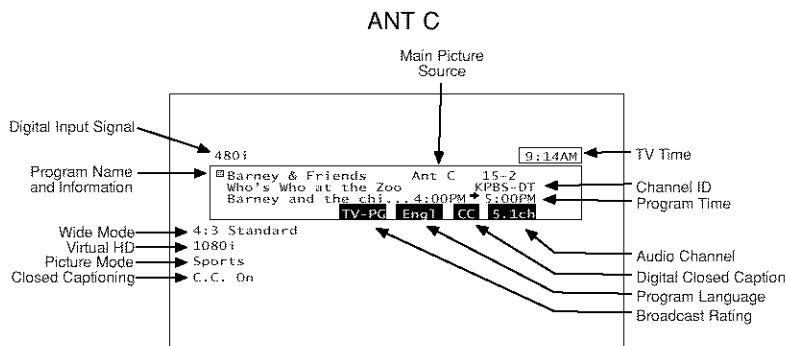 ANT C
Main Picture
Source
Digital Input Signal
480i
9:14AM
TV Time
Program Name
and Information
Barney & Friends Ant C 15-2
Who's Who at the Zoo KPBS-DT
Channel ID
Barney and the chi... 4:00PM → 5:00PM
Program Time
TV-PG Engl CC 5.1ch
Wide Mode
4:3 Standard
Virtual HD
1080i
Picture Mode
Sports
Closed Captioning
C.C. On
Audio Channel
Digital Closed Caption
Program Language
Broadcast Rating